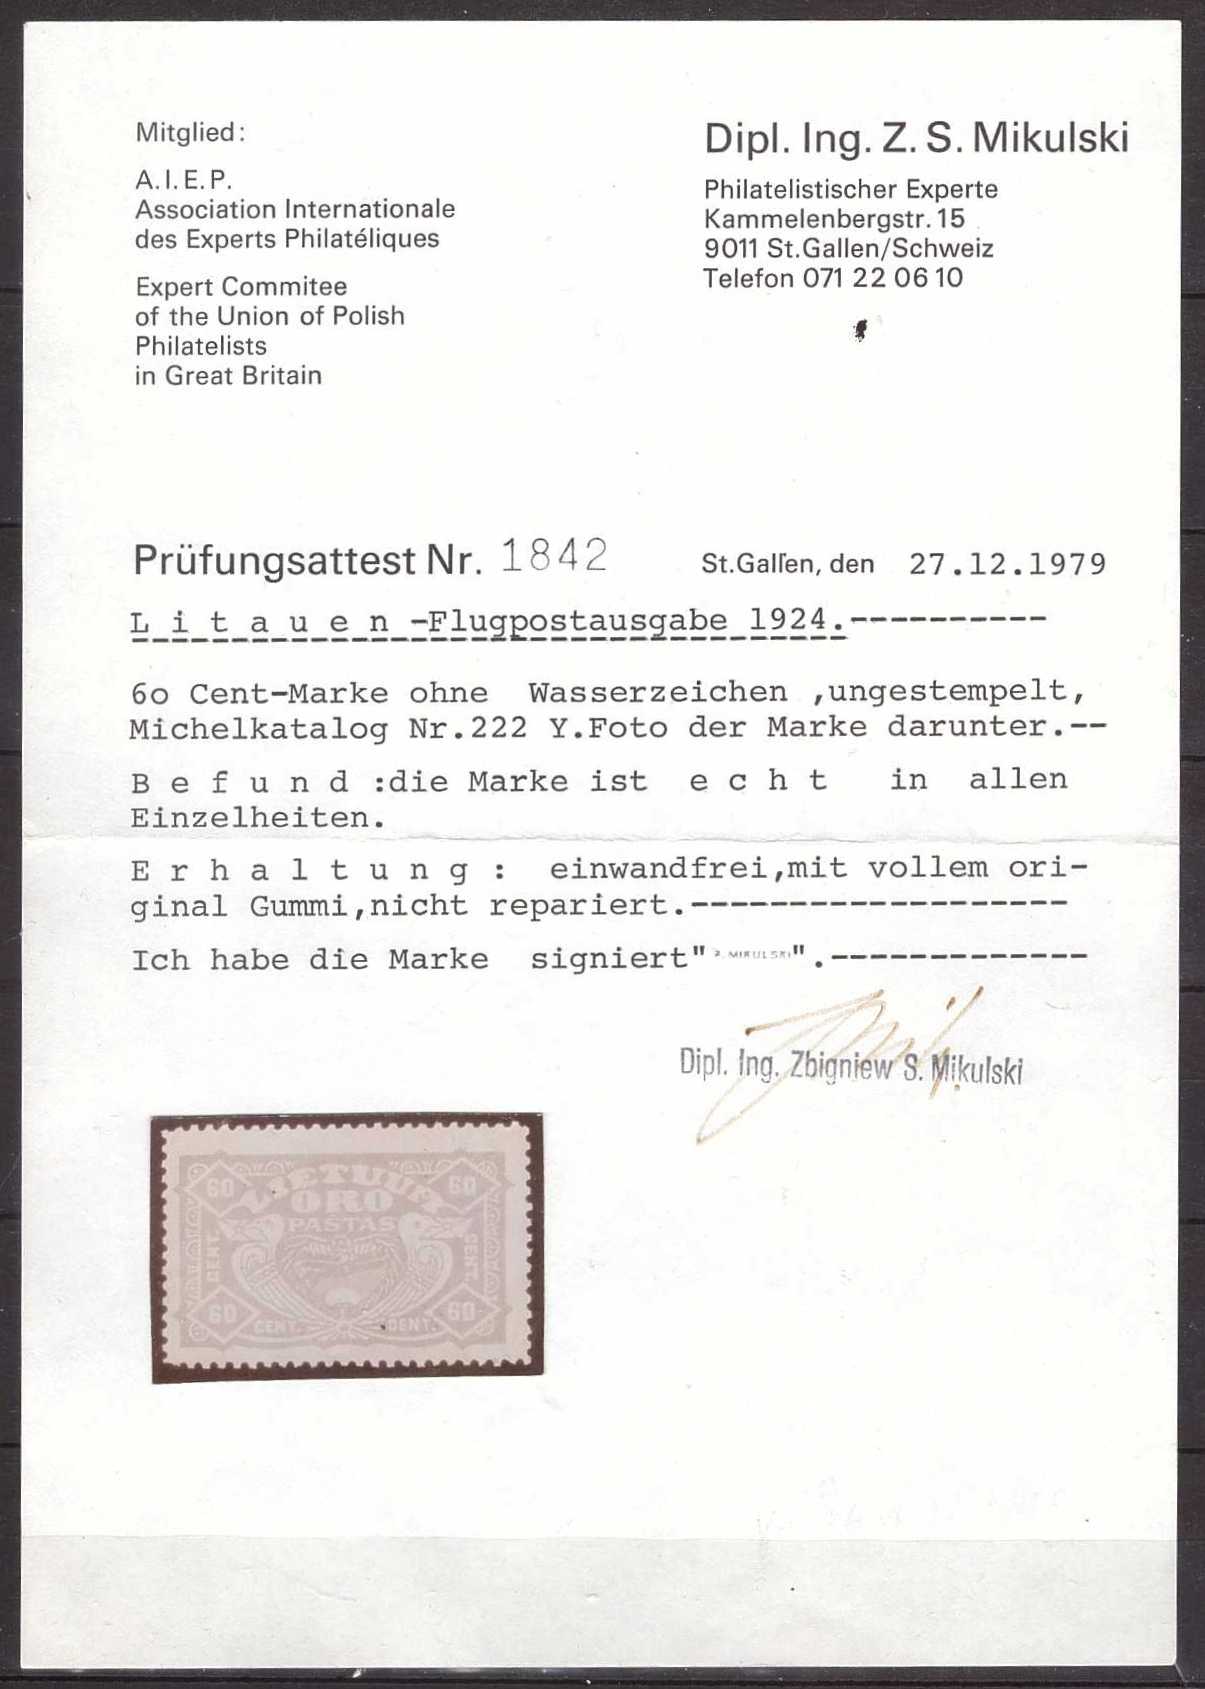 Mitglied:
A.I.E.P.
Association Internationale
des Experts Philatéliques
Expert Commitee
of the Union of Polish
Philatelists
in Great Britain
Dipl. Ing. Z. S. Mikulski
Philatelistischer Experte
Kammelenbergstr. 15
9011 St.Gallen/Schweiz
Telefon 071 22 06 10
Prüfungsattest Nr. 1842 St.Gallen, den 27.12.1979
L i t a u e n -Flugpostausgabe 1924.----------
6o Cent-Marke ohne Wasserzeichen ,ungestempelt,
Michelkatalog Nr.222 Y.Foto der Marke darunter.--
B e f u n d :die Marke ist e c h t in allen
Einzelheiten.
E r h a l t u n g : einwandfrei,mit vollem ori-
ginal Gummi,nicht repariert.-------------------
Ich habe die Marke signiert"Z. MIKULSKI".-------------
Dipl. Ing. Zbigniew S. Mikulski
60 LIETUVA 60
ORO
PAŠTAS
CENT. CENT.
60 CENT. CENT. 60